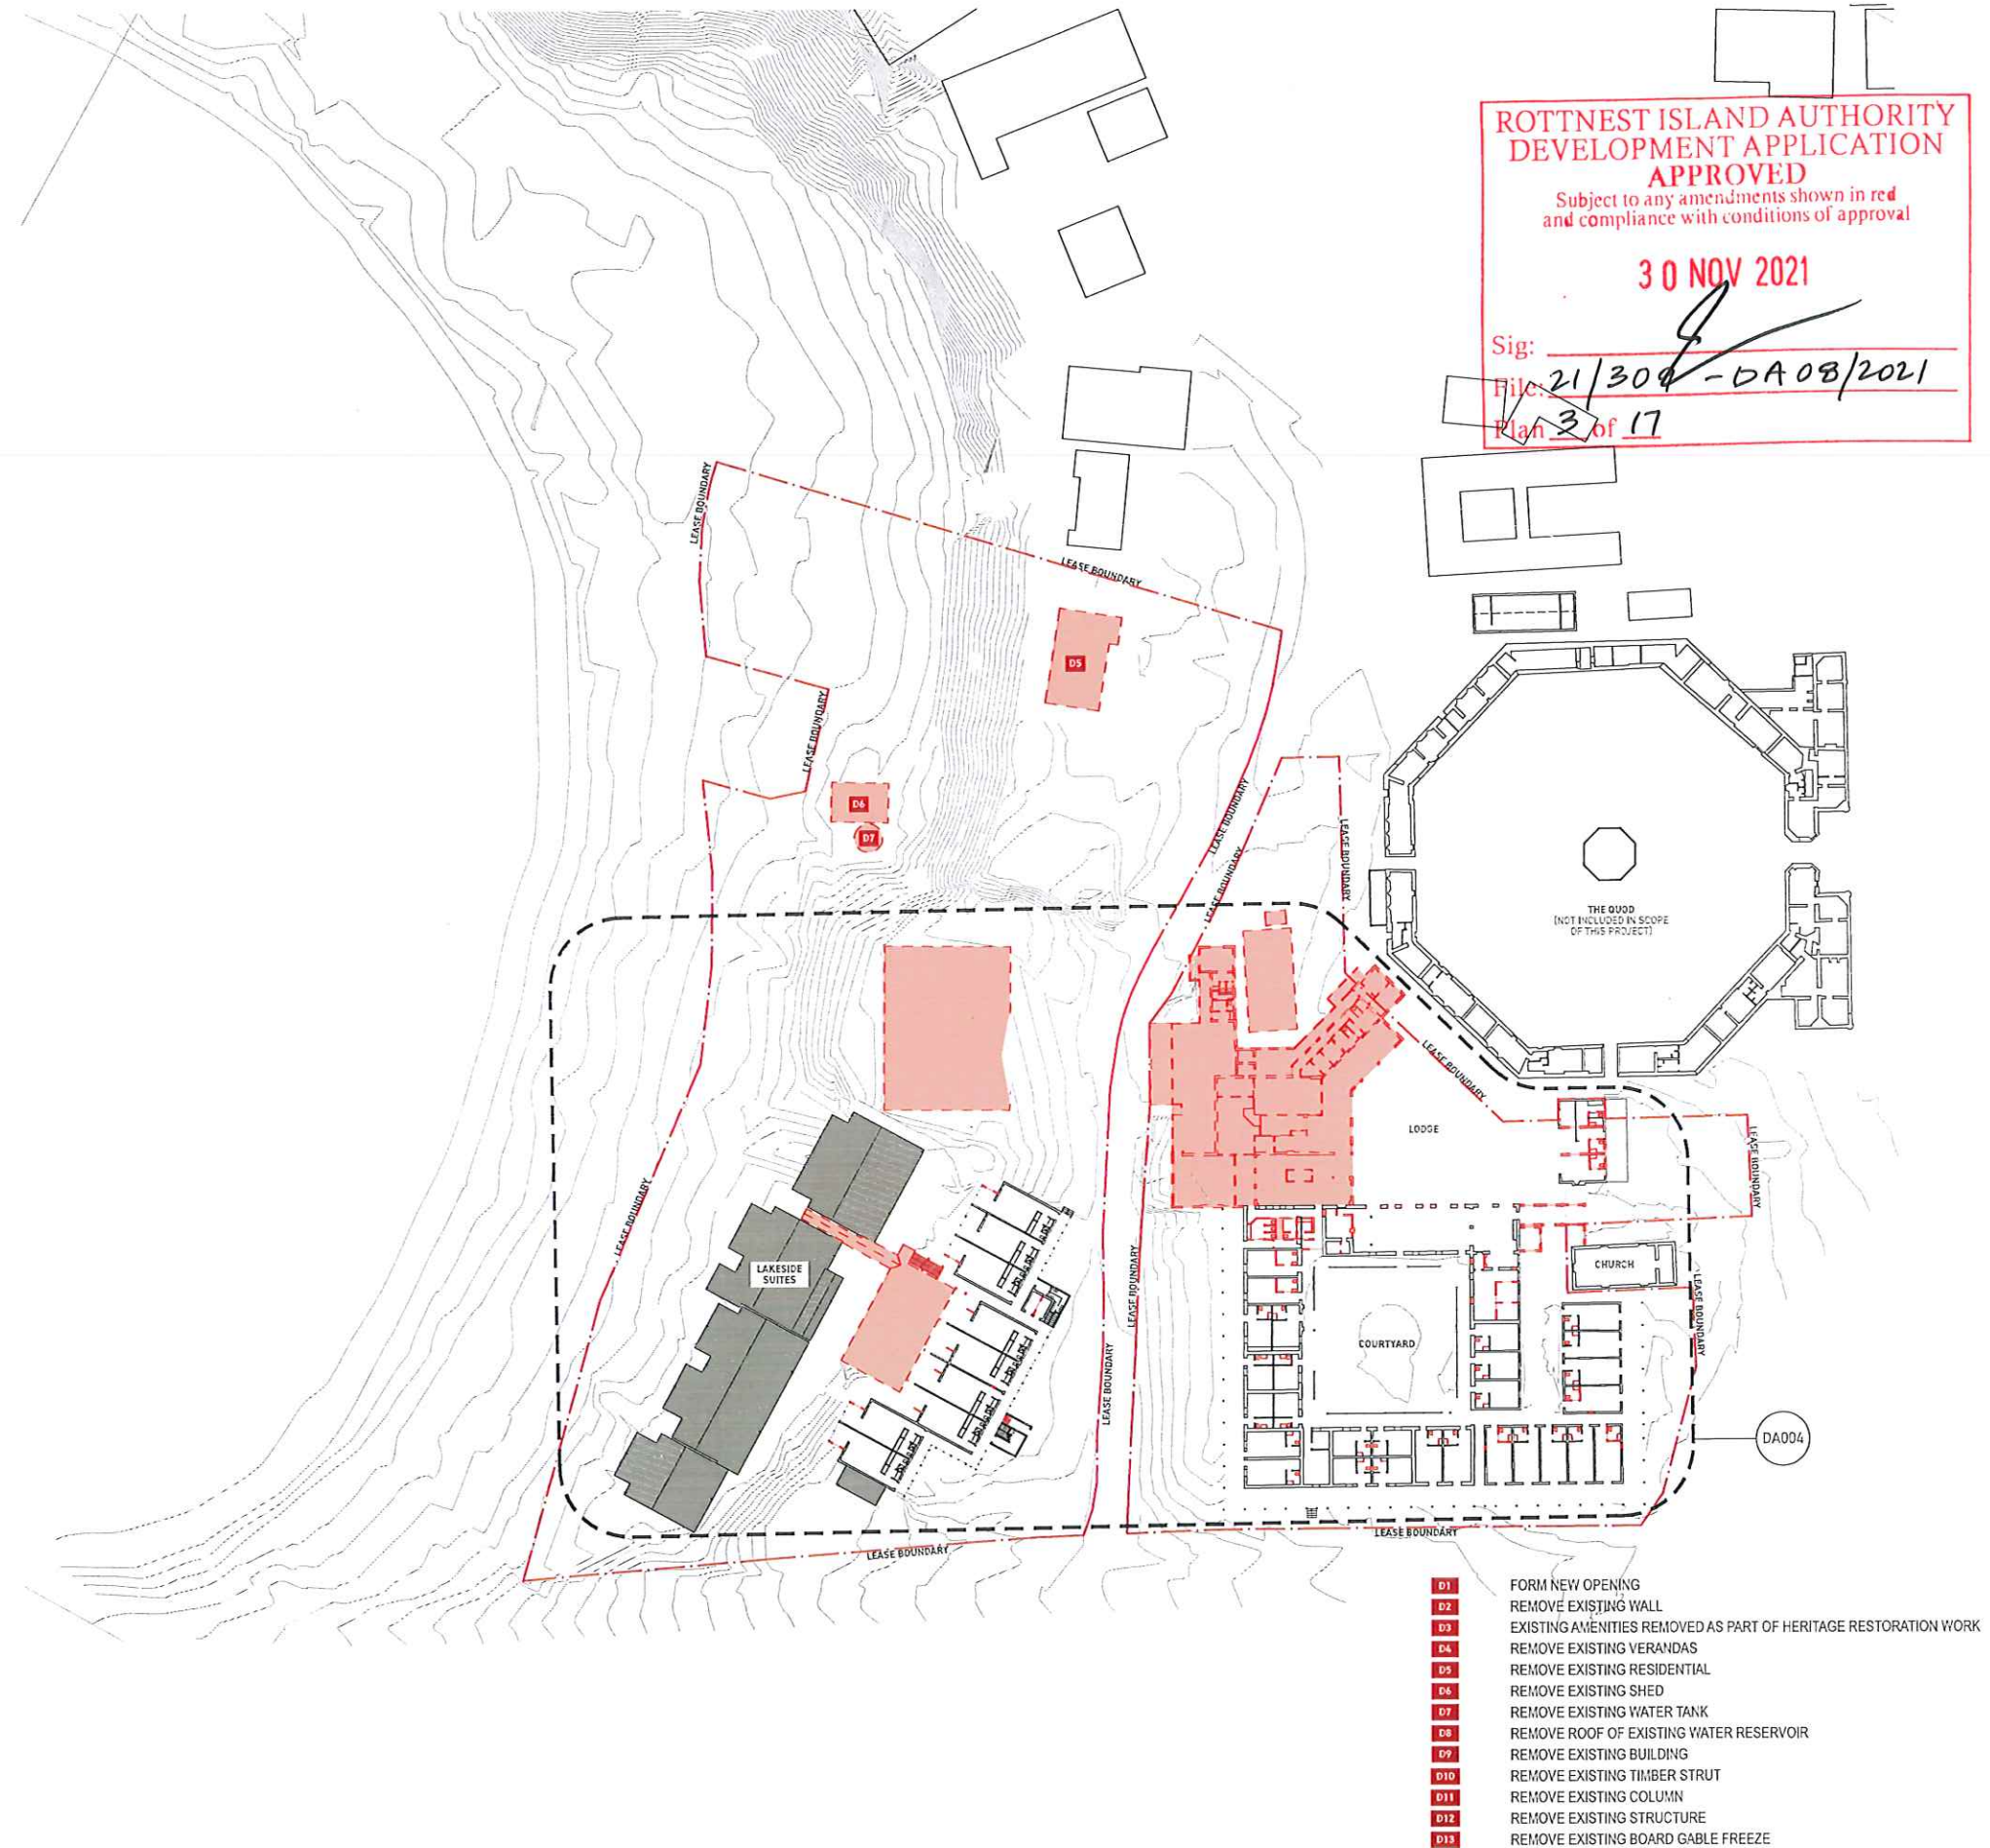 ROTTNEST ISLAND AUTHORITY
DEVELOPMENT APPLICATION
APPROVED
Subject to any amendments shown in red
and compliance with conditions of approval
30 NOV 2021
Sig:
File: - DA 08/2021
Plan 3 of 17
LEASE BOUNDARY
LEASE BOUNDARY
D5
LEASE BOUNDARY
D6
D7
LEASE BOUNDARY
LEASE BOUNDARY
LEASE BOUNDARY
THE QUOD
(NOT INCLUDED IN SCOPE
OF THIS PROJECT)
LEASE BOUNDARY
LODGE
LEASE BOUNDARY
LEASE BOUNDARY
LAKESIDE
SUITES
LEASE BOUNDARY
CHURCH
LEASE BOUNDARY
COURTYARD
LEASE BOUNDARY
DA004
LEASE BOUNDARY
LEASE BOUNDARY
D1 FORM NEW OPENING
D2 REMOVE EXISTING WALL
D3 EXISTING AMENITIES REMOVED AS PART OF HERITAGE RESTORATION WORK
D4 REMOVE EXISTING VERANDAS
D5 REMOVE EXISTING RESIDENTIAL
D6 REMOVE EXISTING SHED
D7 REMOVE EXISTING WATER TANK
D8 REMOVE ROOF OF EXISTING WATER RESERVOIR
D9 REMOVE EXISTING BUILDING
D10 REMOVE EXISTING TIMBER STRUT
D11 REMOVE EXISTING COLUMN
D12 REMOVE EXISTING STRUCTURE
D13 REMOVE EXISTING BOARD GABLE FREEZE